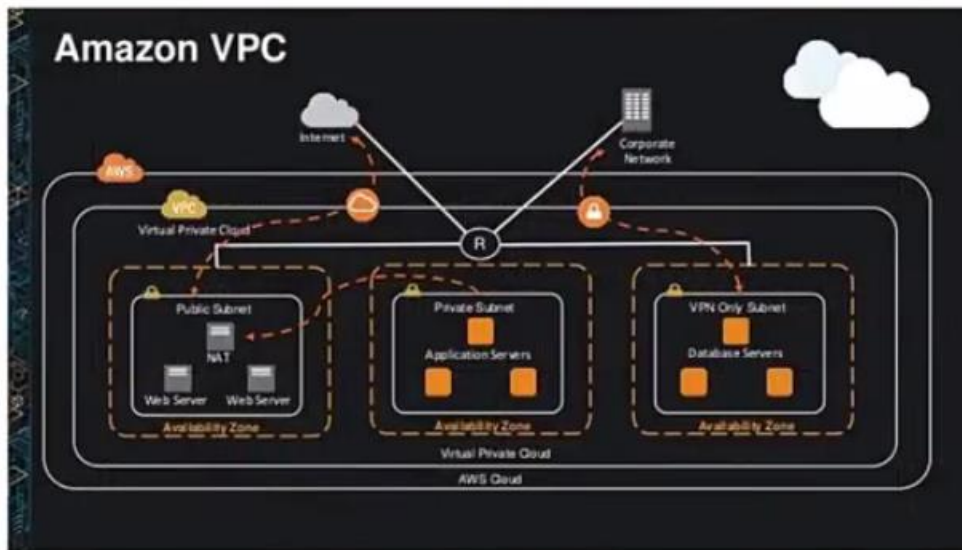 Amazon VPC
Internet
Corporate
Network
AWS
VPC
Virtual Private Cloud
R
Public Subnet
NAT
Web Server
Web Server
Availability Zone
Private Subnet
Application Servers
Availability Zone
VPN Only Subnet
Database Servers
Availability Zone
Virtual Private Cloud
AWS Cloud